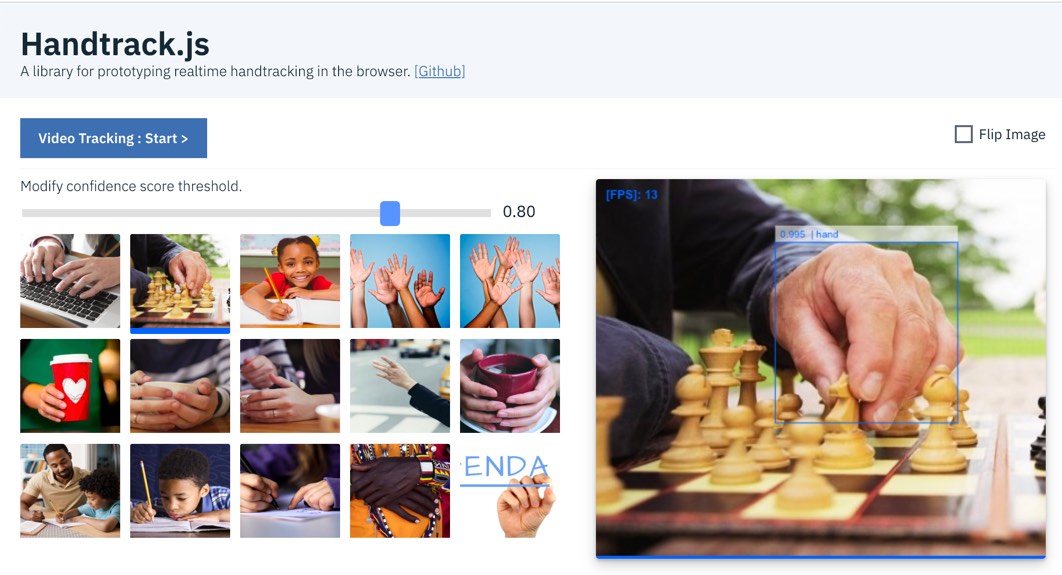 Handtrack.js
A library for prototyping realtime handtracking in the browser. [Github]
Video Tracking : Start >
Flip Image
Modify confidence score threshold.
0.80
[FPS]: 13
0.995 | hand
ENDA